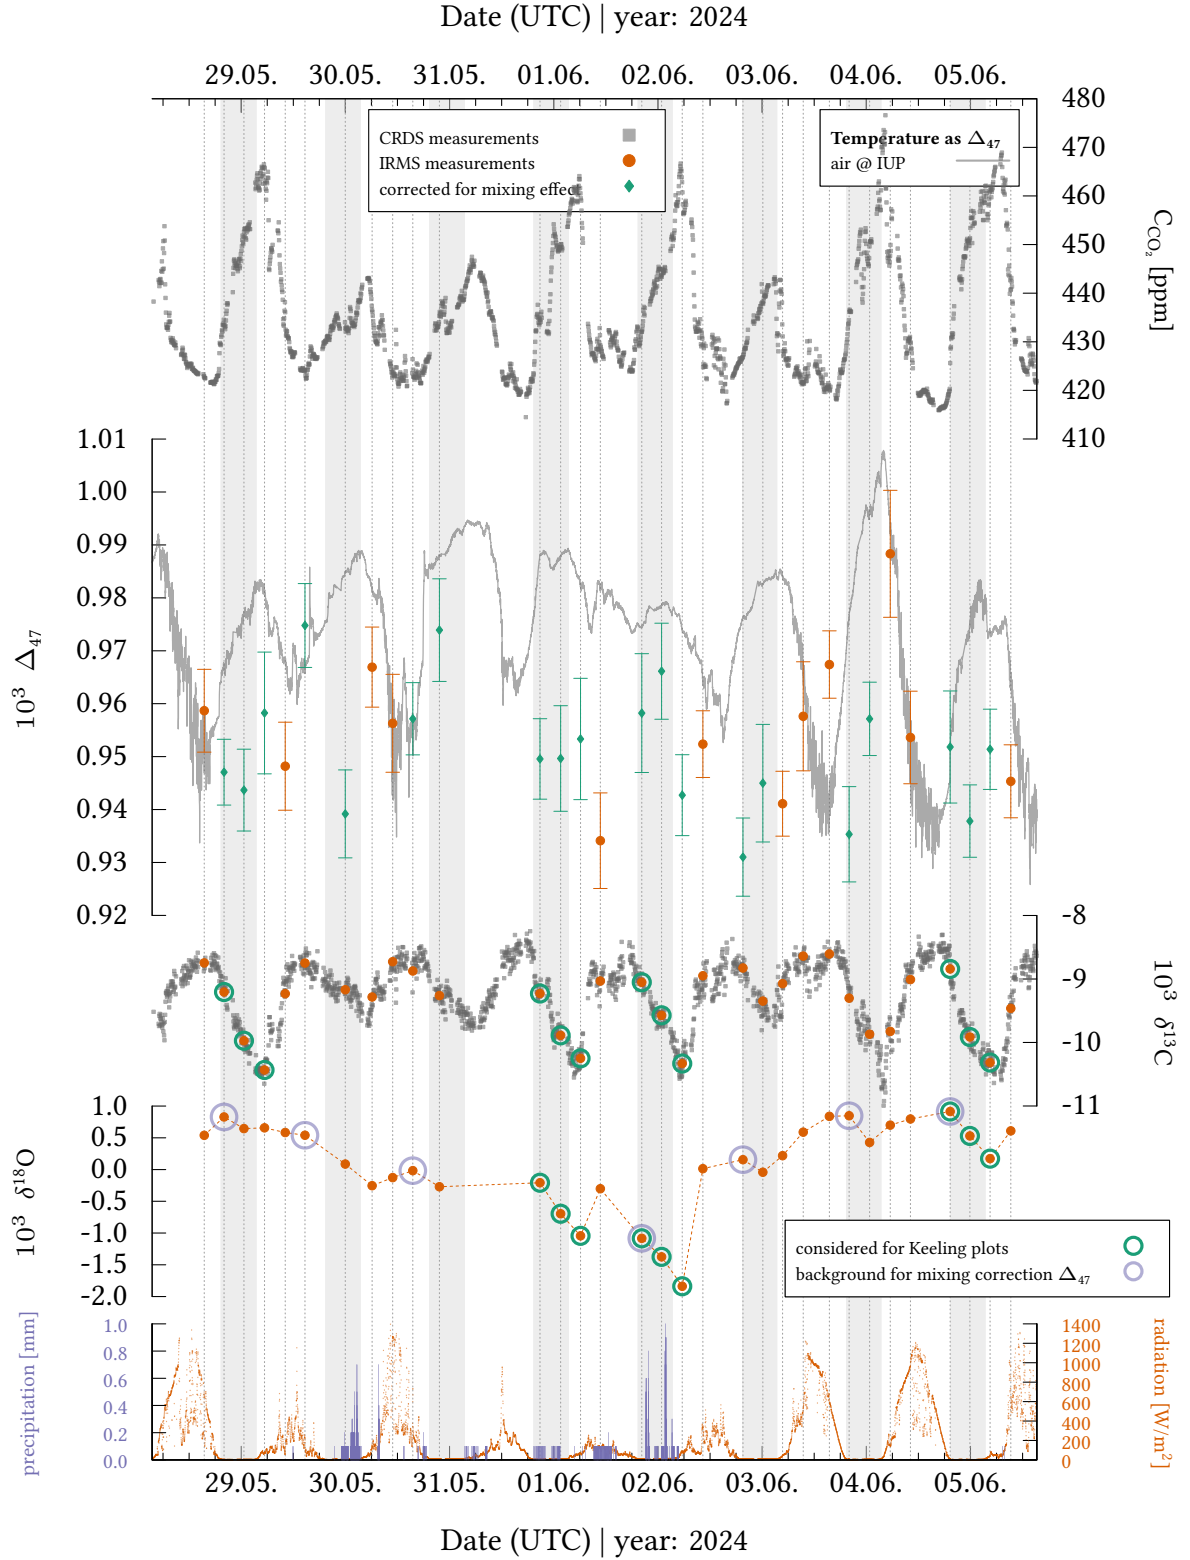 Date (UTC) | year: 2024
29.05. 30.05. 31.05. 01.06. 02.06. 03.06. 04.06. 05.06.
CRDS measurements
IRMS measurements
corrected for mixing effect
Temperature as Δ47
air @ IUP
480
470
460
450
440
430
420
410
C_CO2 [ppm]
1.01
1.00
0.99
0.98
0.97
0.96
0.95
0.94
0.93
0.92
10³ Δ47
-8
-9
-10
-11
10³ δ¹³C
1.0
0.5
0.0
-0.5
-1.0
-1.5
-2.0
10³ δ¹⁸O
considered for Keeling plots
background for mixing correction Δ47
1.0
0.8
0.6
0.4
0.2
0.0
precipitation [mm]
1400
1200
1000
800
600
400
200
0
radiation [W/m²]
29.05. 30.05. 31.05. 01.06. 02.06. 03.06. 04.06. 05.06.
Date (UTC) | year: 2024